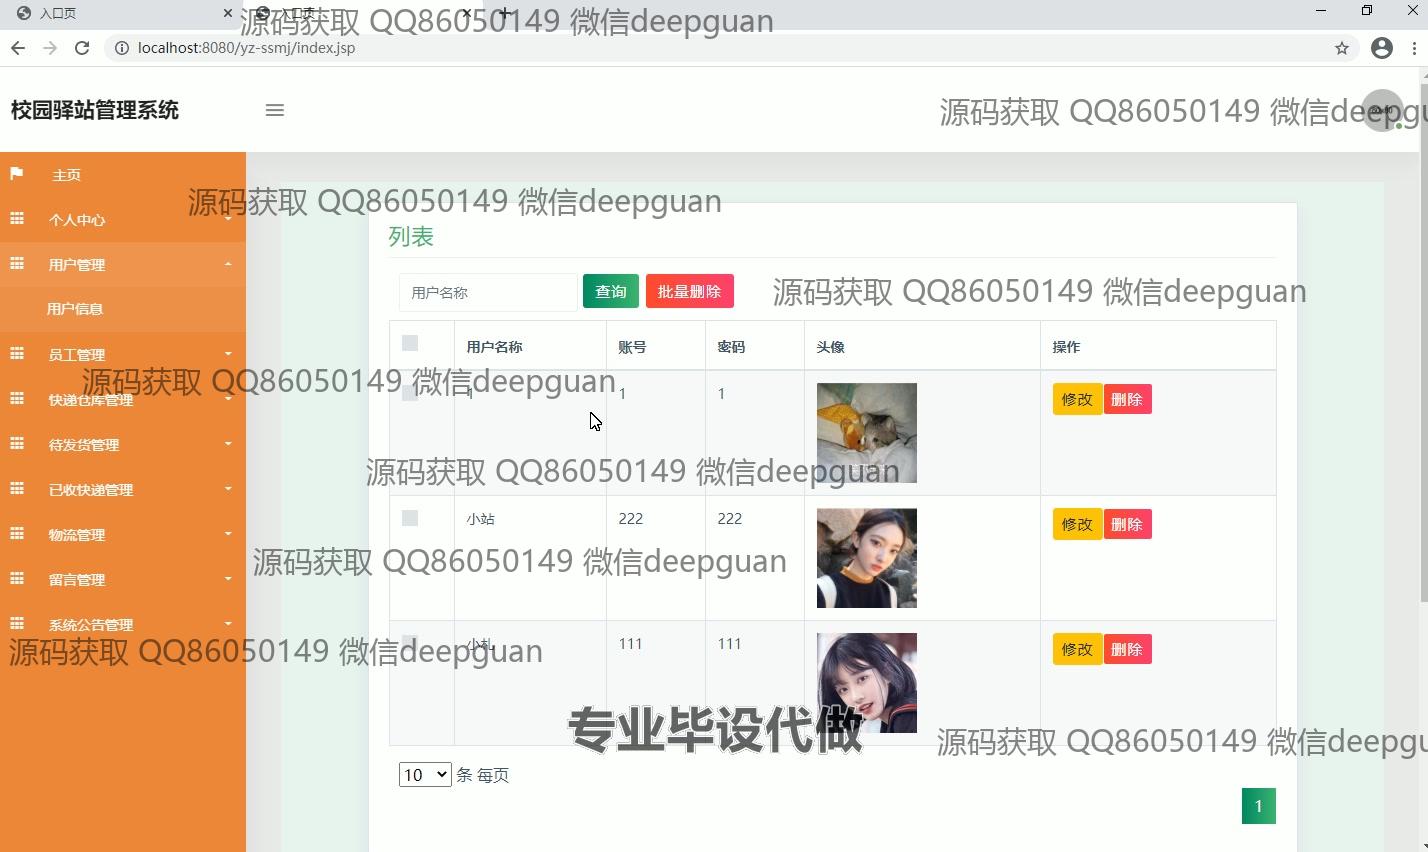 入口页
入口页
源码获取 QQ86050149 微信deepguan
localhost:8080/yz-ssmj/index.jsp
校园驿站管理系统
源码获取 QQ86050149 微信deepgu
主页
源码获取 QQ86050149 微信deepguan
个人中心
列表
用户管理
用户名称
查询
批量删除
源码获取 QQ86050149 微信deepguan
用户信息
用户名称 账号 密码 头像 操作
员工管理
源码获取 QQ86050149 微信deepguan
1 1 1 修改 删除
快递仓库管理
待发货管理
源码获取 QQ86050149 微信deepguan
已收快递管理
小站 222 222 修改 删除
物流管理
源码获取 QQ86050149 微信deepguan
留言管理
系统公告管理
小札 111 111 修改 删除
源码获取 QQ86050149 微信deepguan
专业毕设代做
源码获取 QQ86050149 微信deepgu
10 条 每页
1